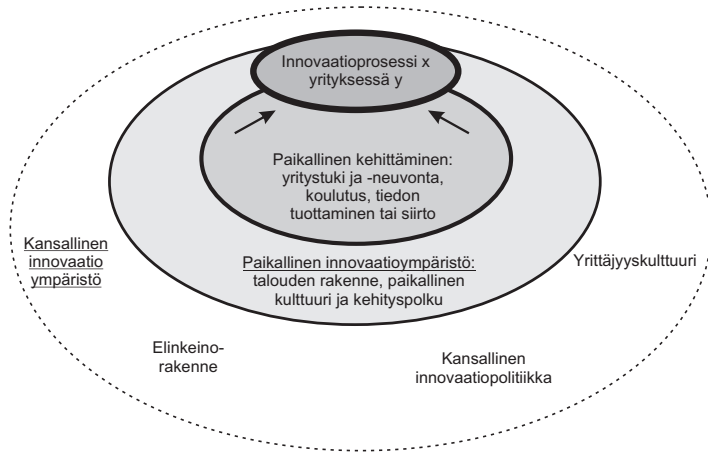 Innovaatioprosessi x
yrityksessä y
Paikallinen kehittäminen:
yritystuki ja -neuvonta,
koulutus, tiedon
tuottaminen tai siirto
Kansallinen
innovaatio
ympäristö
Paikallinen innovaatioympäristö:
talouden rakenne, paikallinen
kulttuuri ja kehityspolku
Yrittäjyyskulttuuri
Elinkeino-
rakenne
Kansallinen
innovaatiopolitiikka